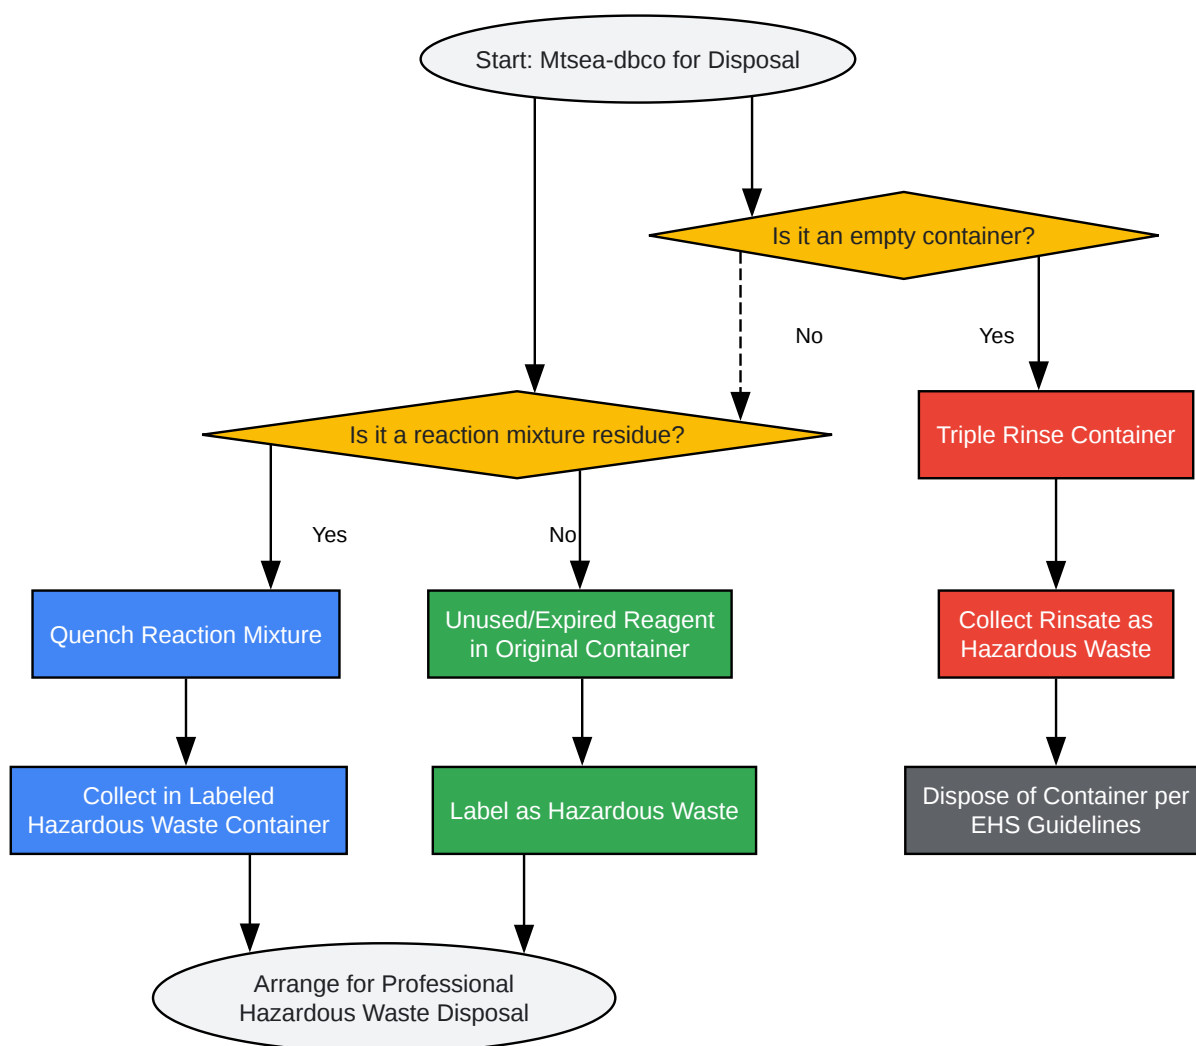 Start: Mtsea-dbco for Disposal
Is it an empty container?
No
Yes
Is it a reaction mixture residue?
Triple Rinse Container
Yes
No
Quench Reaction Mixture
Unused/Expired Reagent
in Original Container
Collect Rinsate as
Hazardous Waste
Collect in Labeled
Hazardous Waste Container
Label as Hazardous Waste
Dispose of Container per
EHS Guidelines
Arrange for Professional
Hazardous Waste Disposal